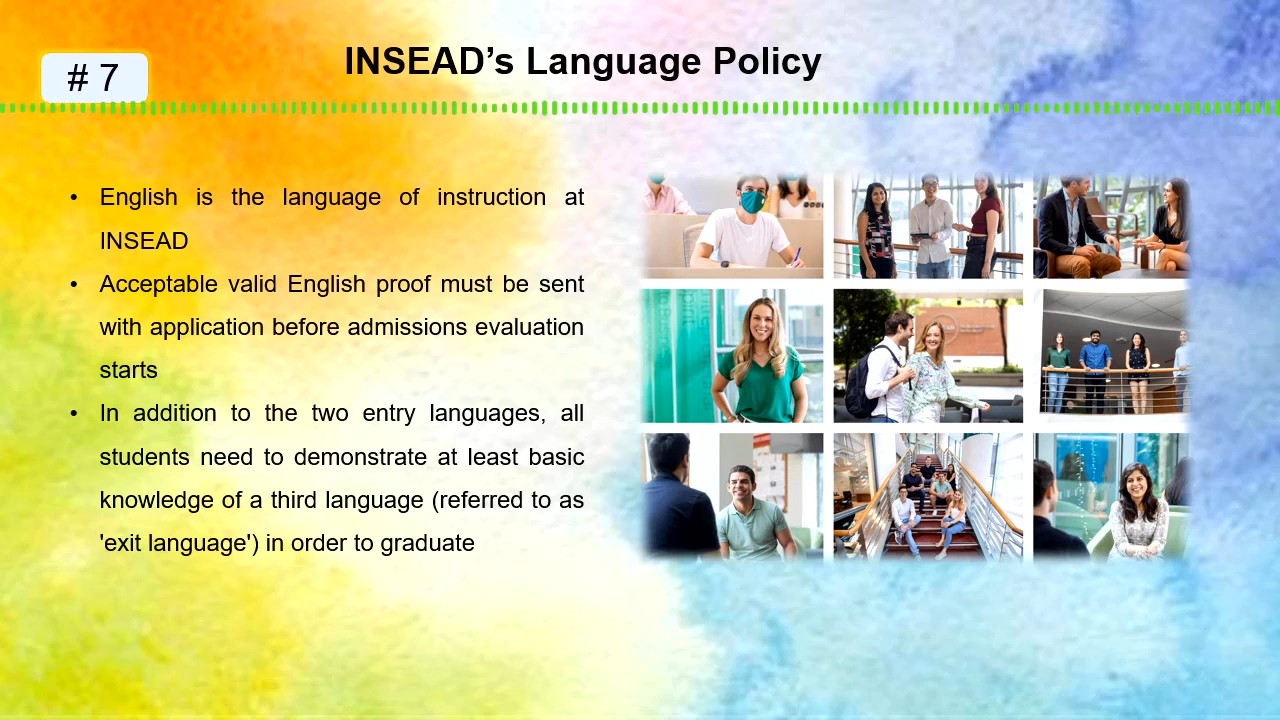 INSEAD’s Language Policy
# 7
• English is the language of instruction at
INSEAD
• Acceptable valid English proof must be sent
with application before admissions evaluation
starts
• In addition to the two entry languages, all
students need to demonstrate at least basic
knowledge of a third language (referred to as
'exit language') in order to graduate